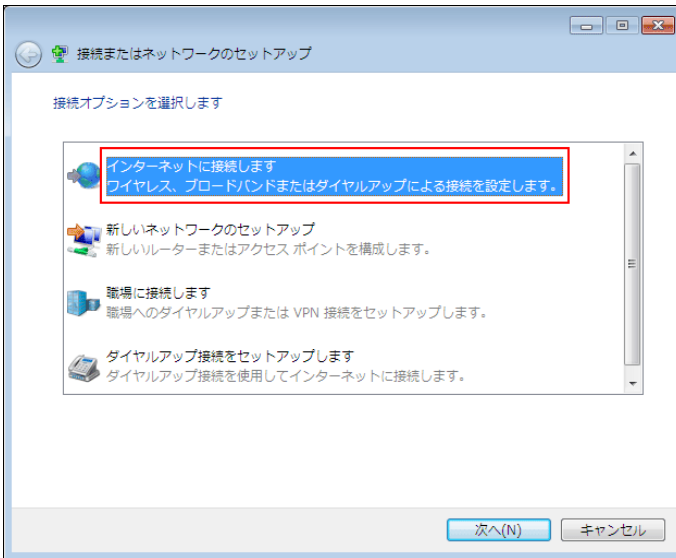 接続またはネットワークのセットアップ
接続オプションを選択します
インターネットに接続します
ワイヤレス、ブロードバンドまたはダイヤルアップによる接続を設定します。
新しいネットワークのセットアップ
新しいルーターまたはアクセス ポイントを構成します。
職場に接続します
職場へのダイヤルアップまたは VPN 接続をセットアップします。
ダイヤルアップ接続をセットアップします
ダイヤルアップ接続を使用してインターネットに接続します。
次へ(N) キャンセル